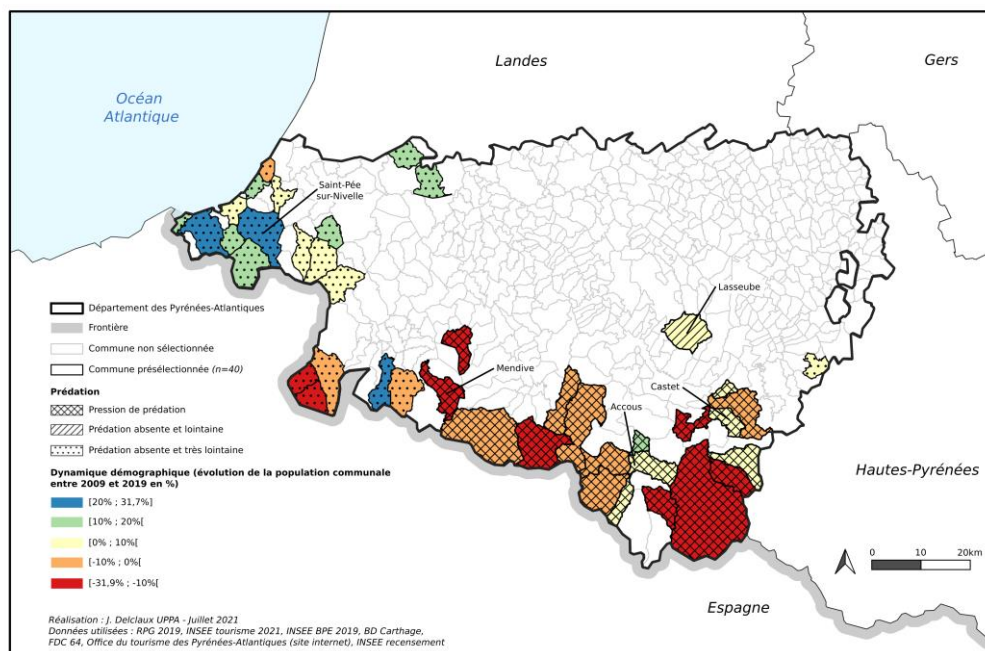 Landes
Gers
Océan
Atlantique
Saint-Pée
sur-Nivelle
Lasseube
Mendive
Castet
Accous
Hautes-Pyrénées
Espagne
Département des Pyrénées-Atlantiques
Frontière
Commune non sélectionnée
Commune présélectionnée (n=40)
Prédation
Pression de prédation
Prédation absente et lointaine
Prédation absente et très lointaine
Dynamique démographique (évolution de la population communale
entre 2009 et 2019 en %)
[20% ; 31,7%]
[10% ; 20%[
[0% ; 10%[
[-10% ; 0%[
[-31,9% ; -10%[
0 10 20km
Réalisation : J. Delclaux UPPA - Juillet 2021
Données utilisées : RPG 2019, INSEE tourisme 2021, INSEE BPE 2019, BD Carthage,
FDC 64, Office du tourisme des Pyrénées-Atlantiques (site internet), INSEE recensement